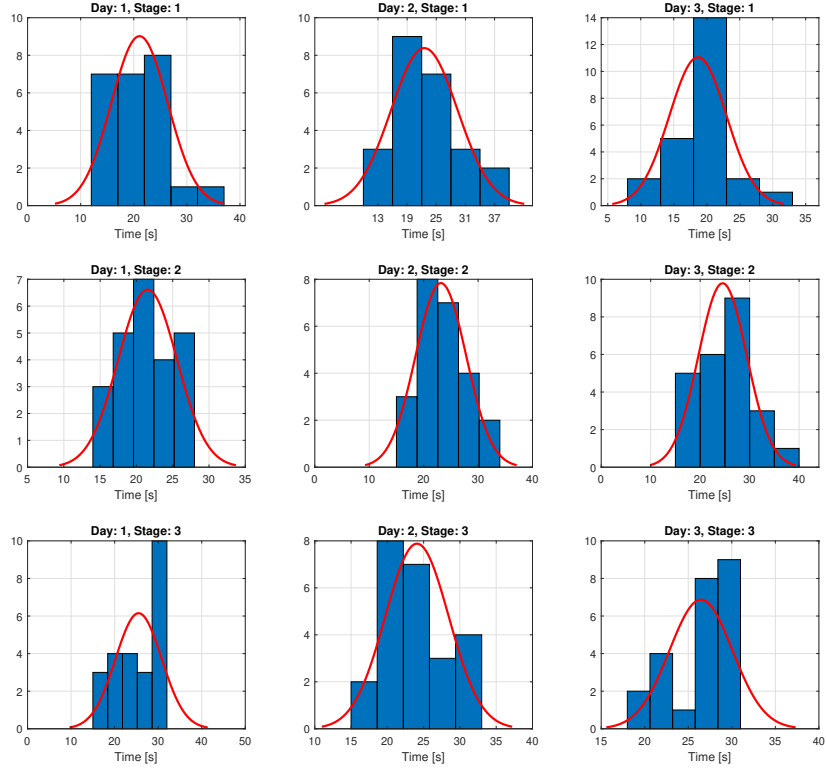 Day: 1, Stage: 1
10
8
6
4
2
0
0 20 30 40
Time [s]
Day: 2, Stage: 1
10
8
6
4
2
0
13 19 25 31 37
Time [s]
Day: 3, Stage: 1
14
12
10
8
6
4
2
0
5 10 15 20 25 30 35
Time [s]
Day: 1, Stage: 2
7
6
5
4
3
2
1
0
5 10 15 20 25 30 35
Time [s]
Day: 2, Stage: 2
8
6
4
2
0
0 10 20 30 40
Time [s]
Day: 3, Stage: 2
10
8
6
4
2
0
0 10 20 30 40
Time [s]
Day: 1, Stage: 3
10
8
6
4
2
0
0 10 20 30 40 50
Time [s]
Day: 2, Stage: 3
8
6
4
2
0
10 15 20 25 30 35 40
Time [s]
Day: 3, Stage: 3
10
8
6
4
2
0
15 20 25 30 35 40
Time [s]